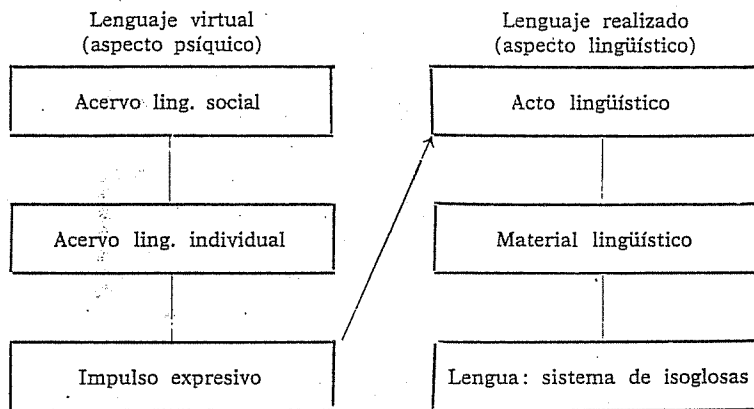 Lenguaje virtual
(aspecto psíquico)
Acervo ling. social
Acervo ling. individual
Impulso expresivo
Lenguaje realizado
(aspecto lingüístico)
Acto lingüístico
Material lingüístico
Lengua: sistema de isoglosas